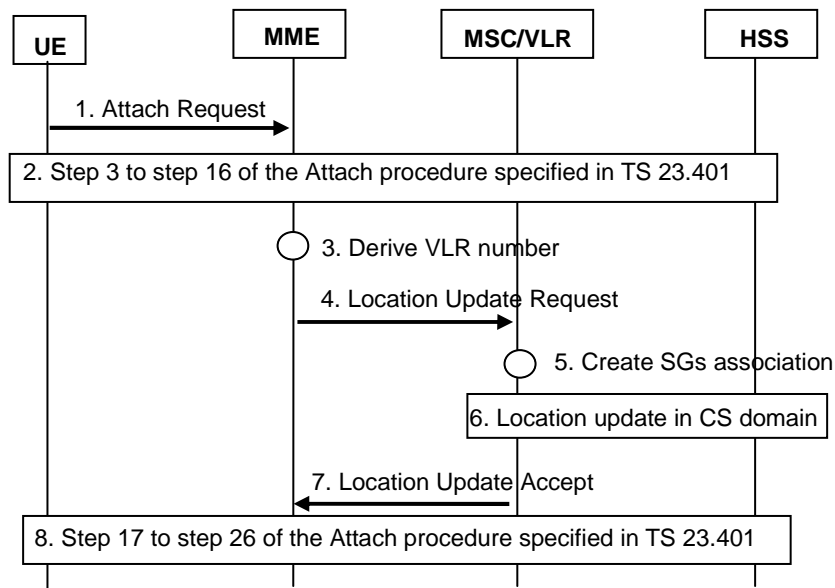 UE
MME
MSC/VLR
HSS
1. Attach Request
2. Step 3 to step 16 of the Attach procedure specified in TS 23.401
3. Derive VLR number
4. Location Update Request
5. Create SGs association
6. Location update in CS domain
7. Location Update Accept
8. Step 17 to step 26 of the Attach procedure specified in TS 23.401